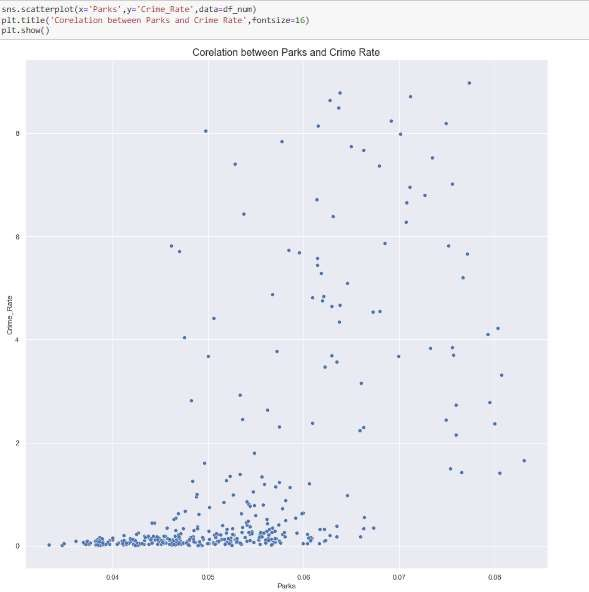 sns.scatterplot(x='Parks',y='Crime_Rate',data=df_num)
plt.title('Corelation between Parks and Crime Rate',fontsize=16)
plt.show()
Corelation between Parks and Crime Rate
8
6
4
2
0
Crime_Rate
0.04 0.05 0.06 0.07 0.08
Parks